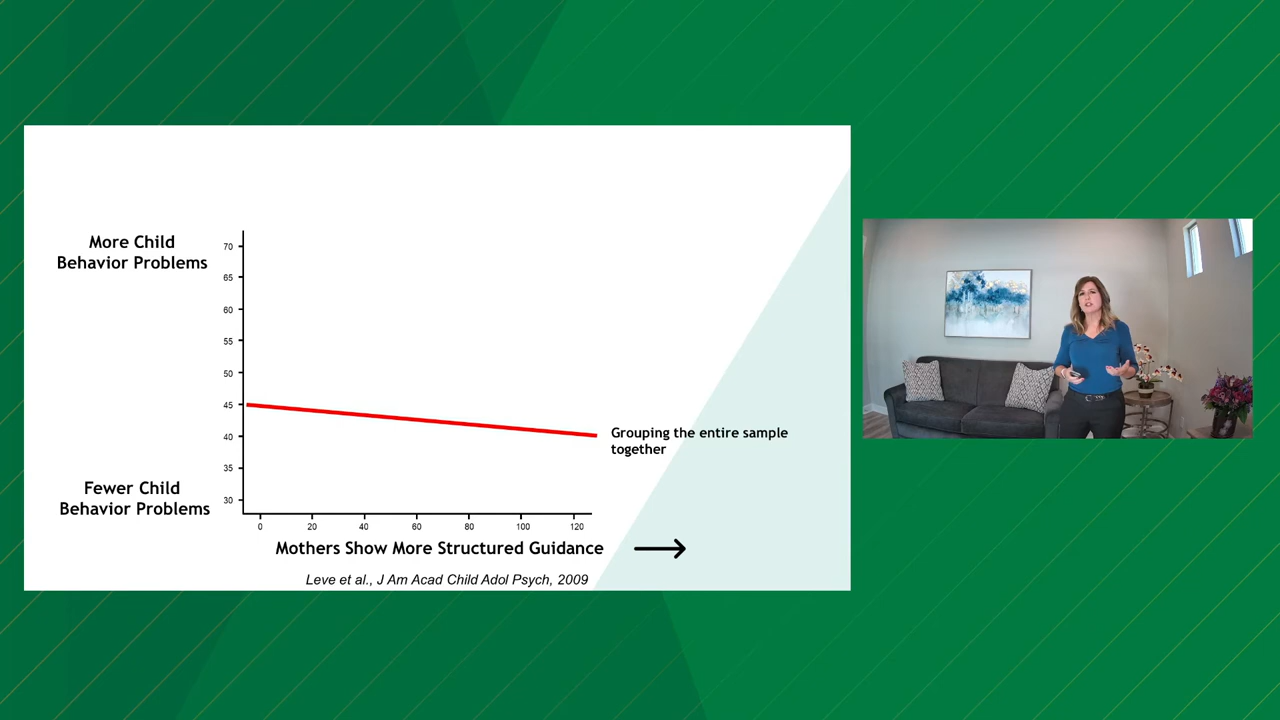 More Child
Behavior Problems
70
65
60
55
50
45
40
35
30
Grouping the entire sample
together
Fewer Child
Behavior Problems
0 20 40 60 80 100 120
Mothers Show More Structured Guidance
Leve et al., J Am Acad Child Adol Psych, 2009